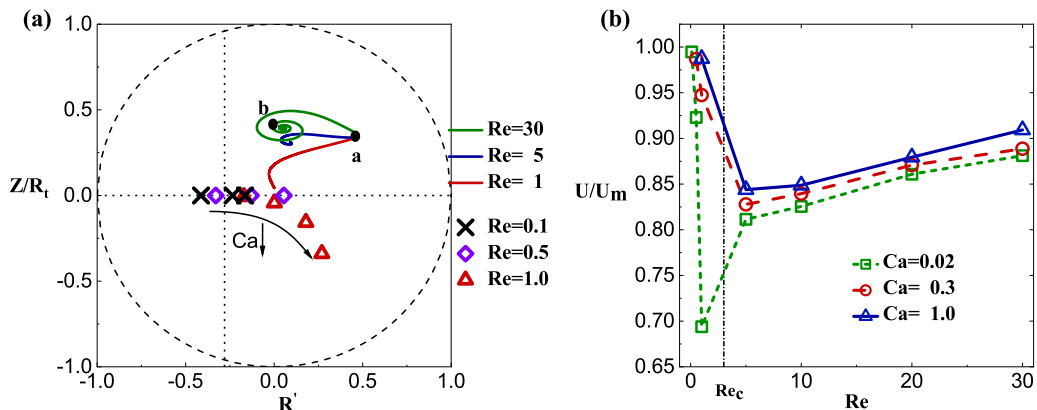 (a)
1.0
0.5
0.0
-0.5
-1.0
Z/Rt
-1.0 -0.5 0.0 0.5 1.0
R'
b
a
Ca
Re=30
Re= 5
Re= 1
Re=0.1
Re=0.5
Re=1.0
(b)
1.00
0.95
0.90
0.85
0.80
0.75
0.70
0.65
U/Um
Ca=0.02
Ca= 0.3
Ca= 1.0
0 Rec 10 20 30
Re